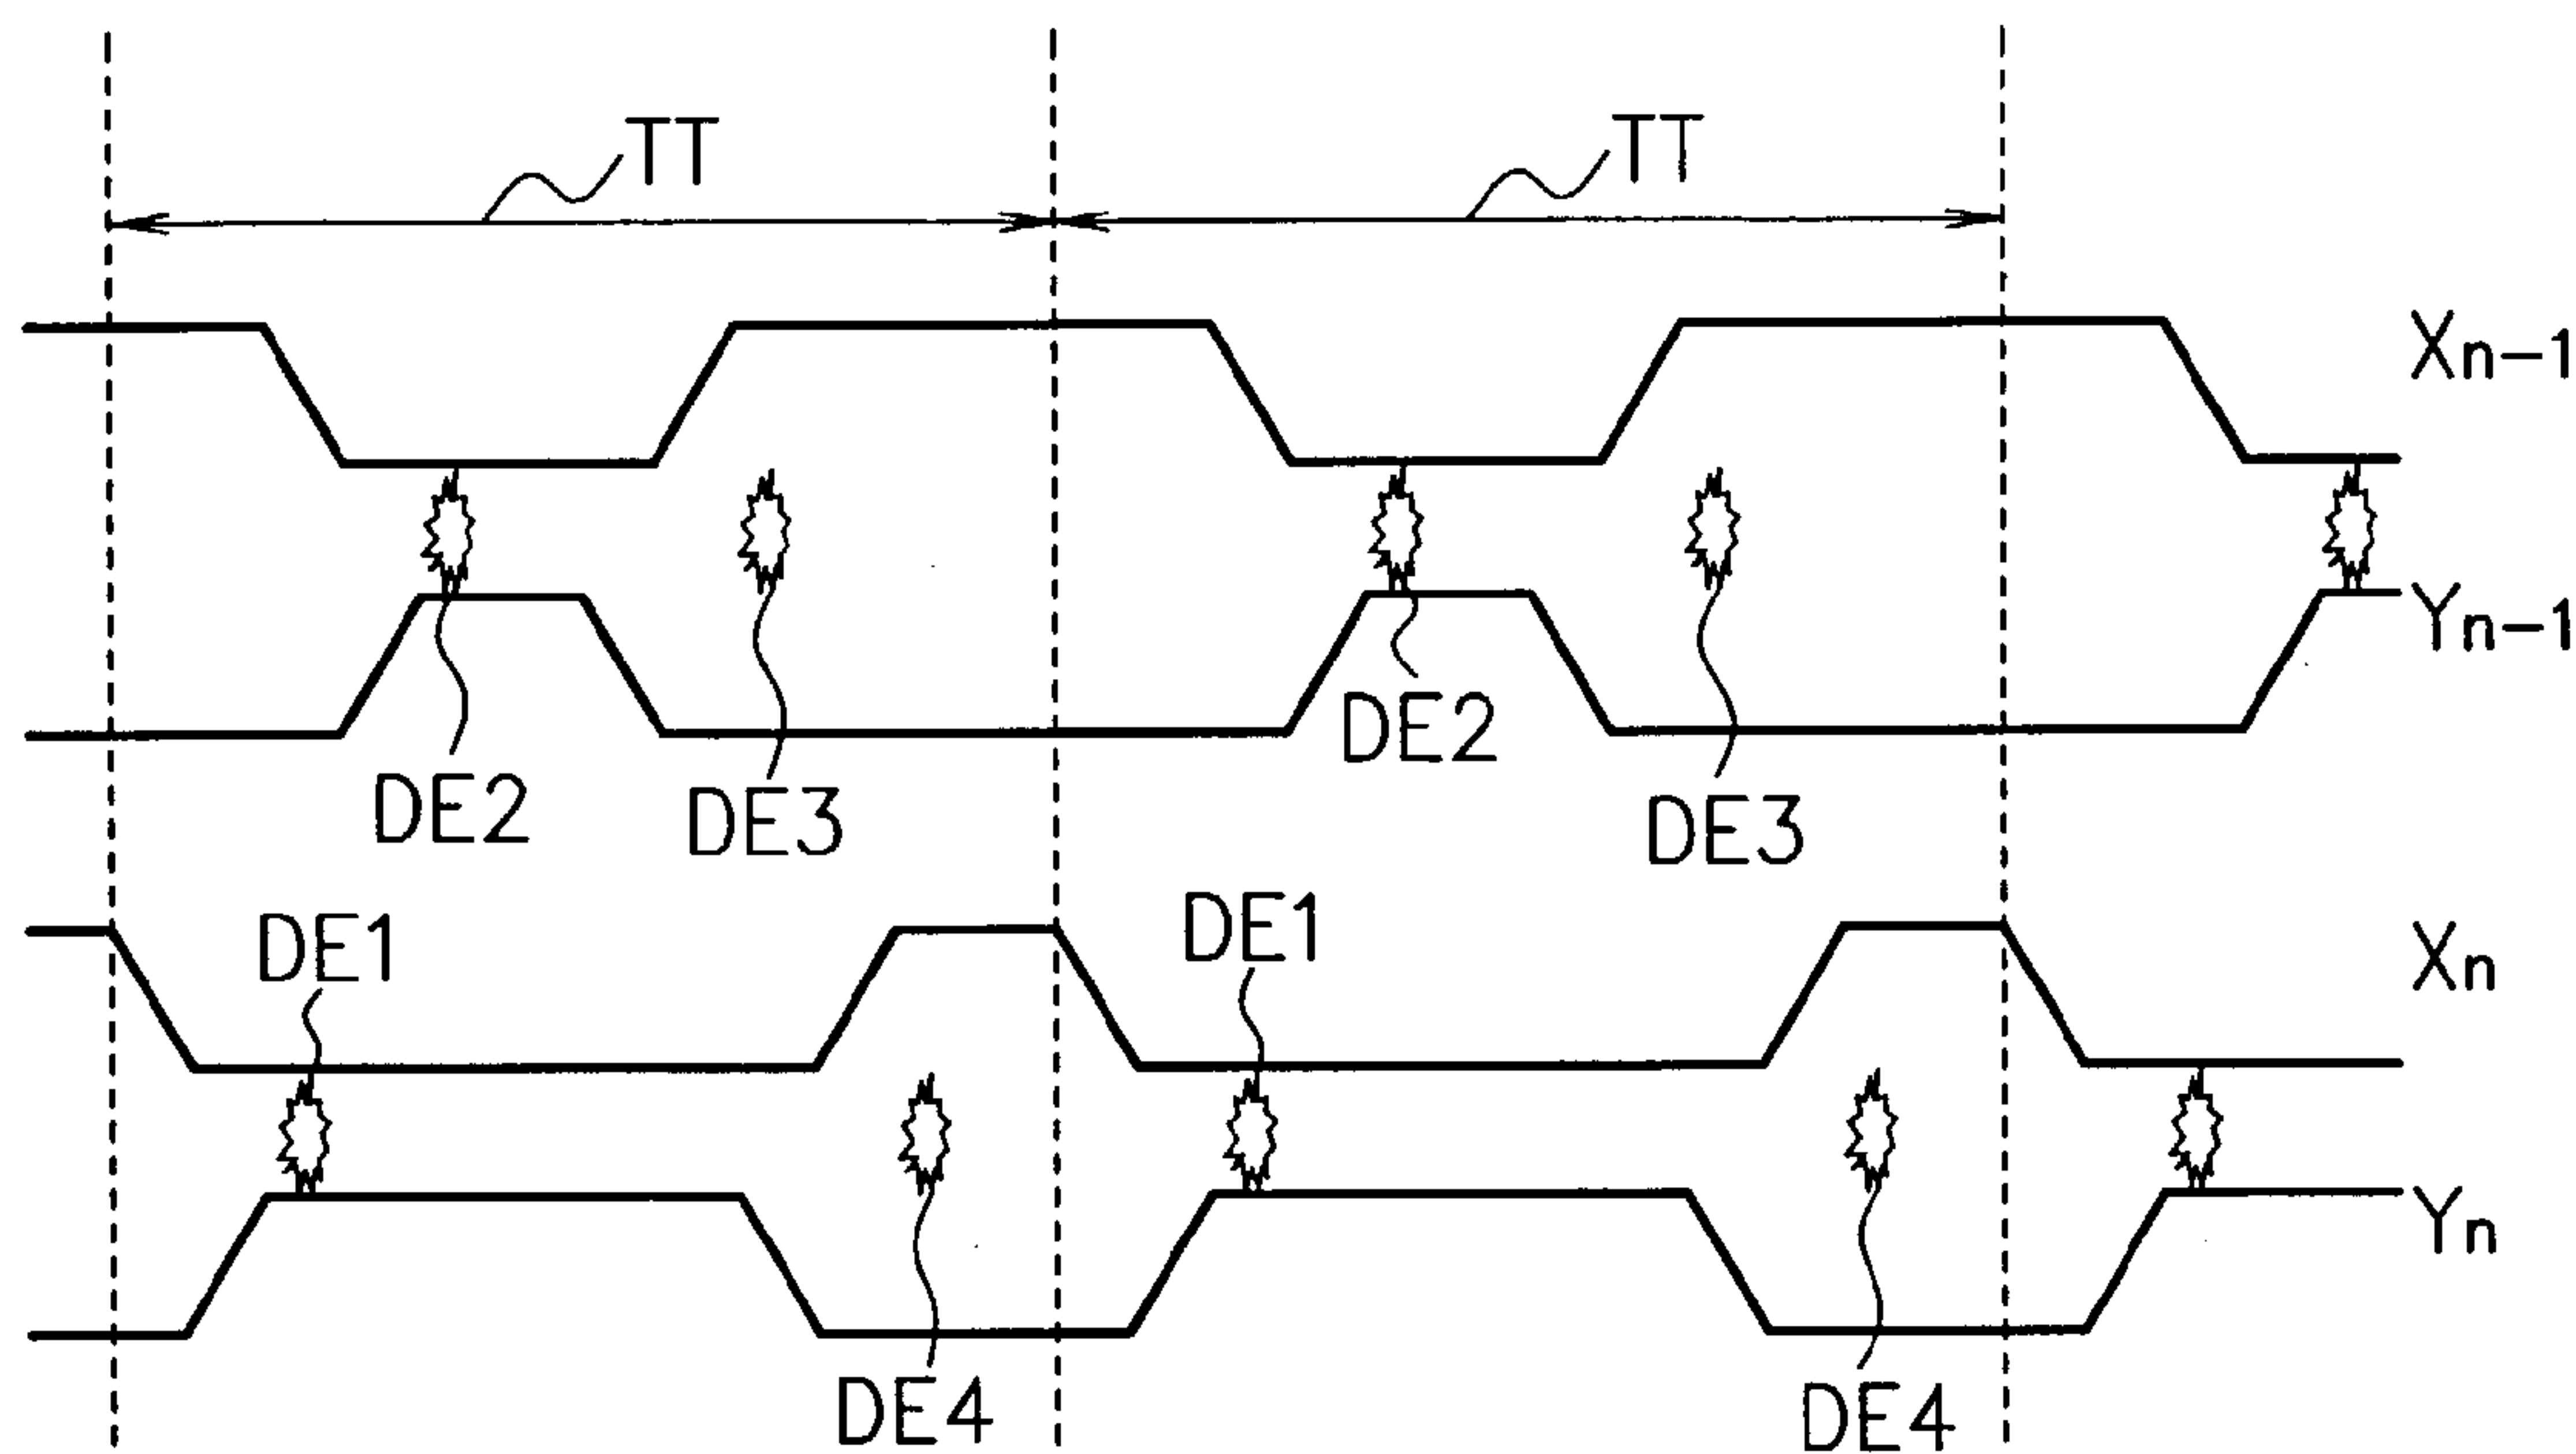 TT TT
Xn-1
Yn-1
DE2
DE2 DE3 DE3
DE1 DE1
Xn
Yn
DE4 DE4